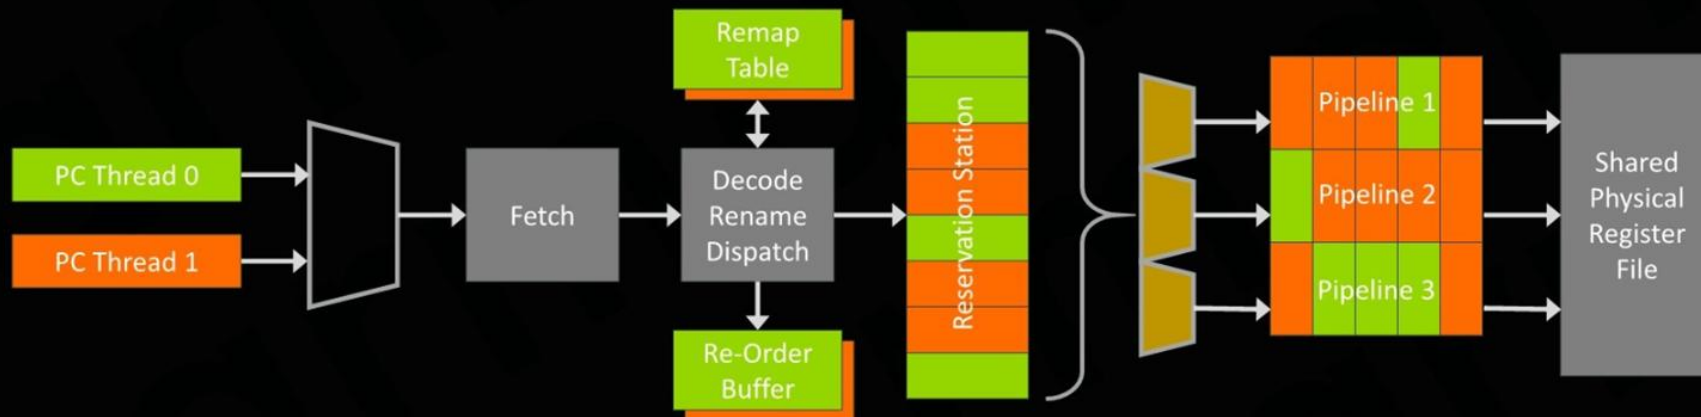 PC Thread 0
PC Thread 1
Fetch
Remap
Table
Decode
Rename
Dispatch
Re-Order
Buffer
Reservation Station
Pipeline 1
Pipeline 2
Pipeline 3
Shared
Physical
Register
File